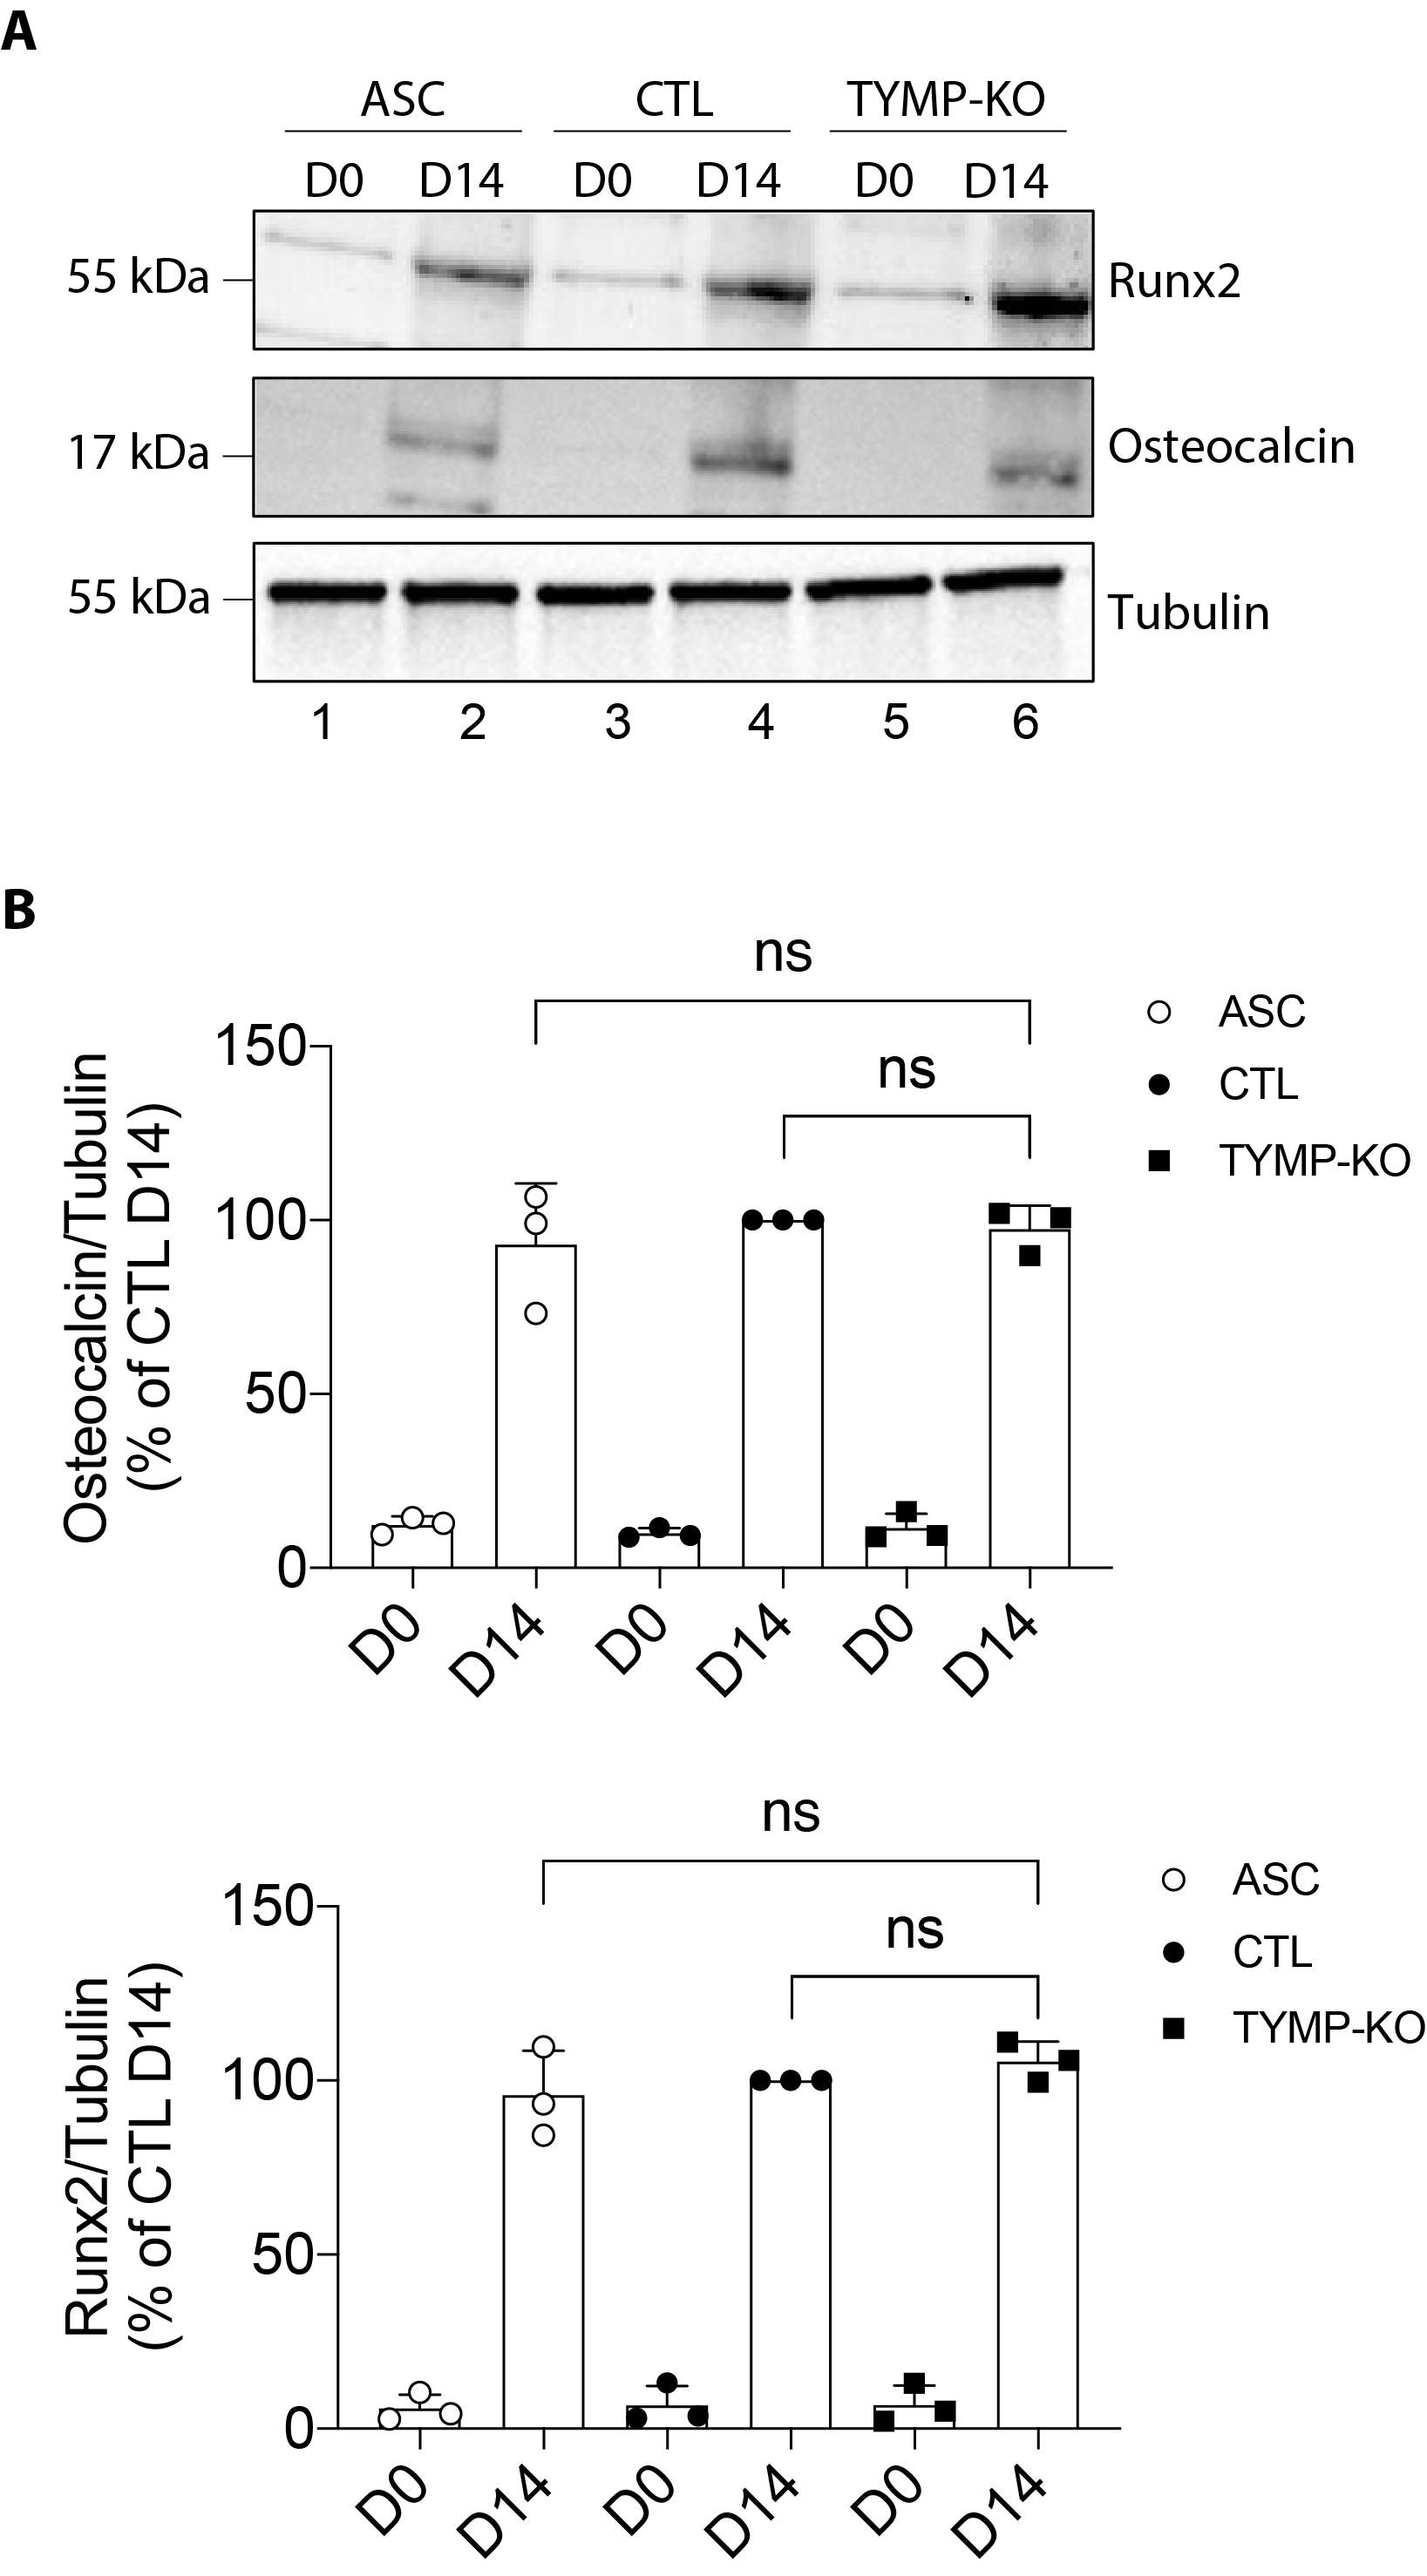 A
ASC CTL TYMP-KO
D0 D14 D0 D14 D0 D14
55 kDa Runx2
17 kDa Osteocalcin
55 kDa Tubulin
1 2 3 4 5 6
B
Osteocalcin/Tubulin
(% of CTL D14)
ns
ns
150
100
50
0
D0 D14 D0 D14 D0 D14
ASC
CTL
TYMP-KO
Runx2/Tubulin
(% of CTL D14)
ns
ns
150
100
50
0
D0 D14 D0 D14 D0 D14
ASC
CTL
TYMP-KO